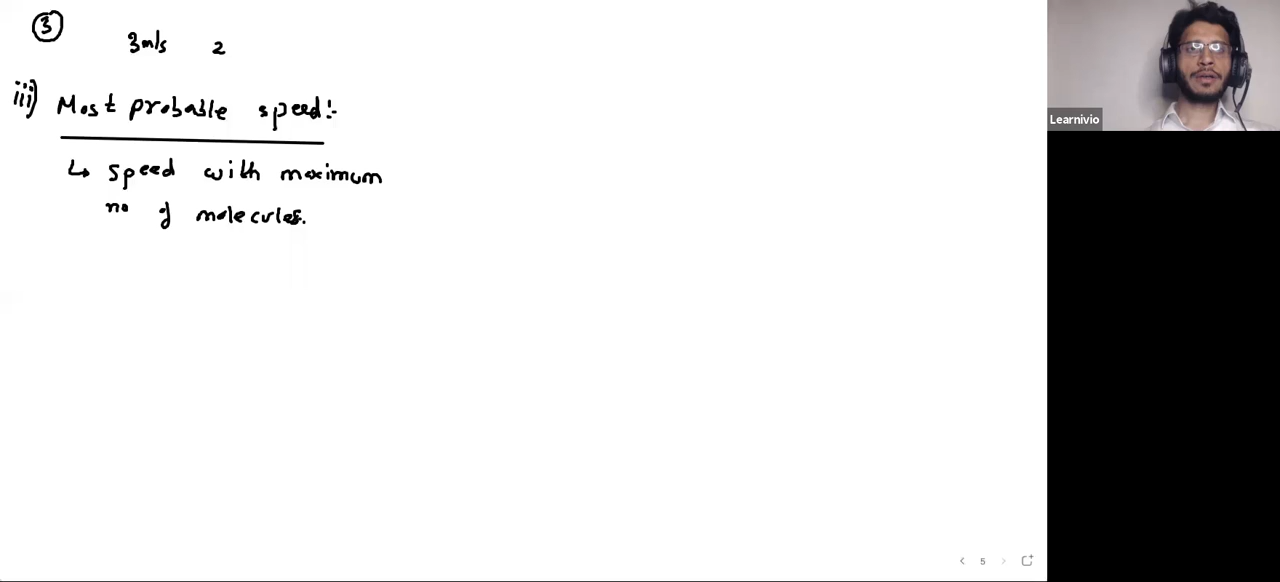 ③
3m/s 2
iii) Most probable speed:-
↳ speed with maximum
no of molecules.
Learnivio
5